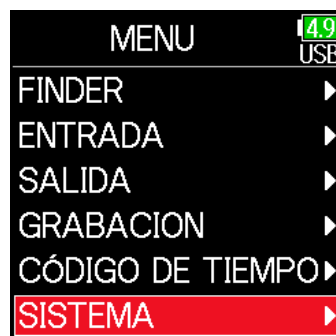 MENU
4.9
USB
FINDER
ENTRADA
SALIDA
GRABACION
CÓDIGO DE TIEMPO
SISTEMA